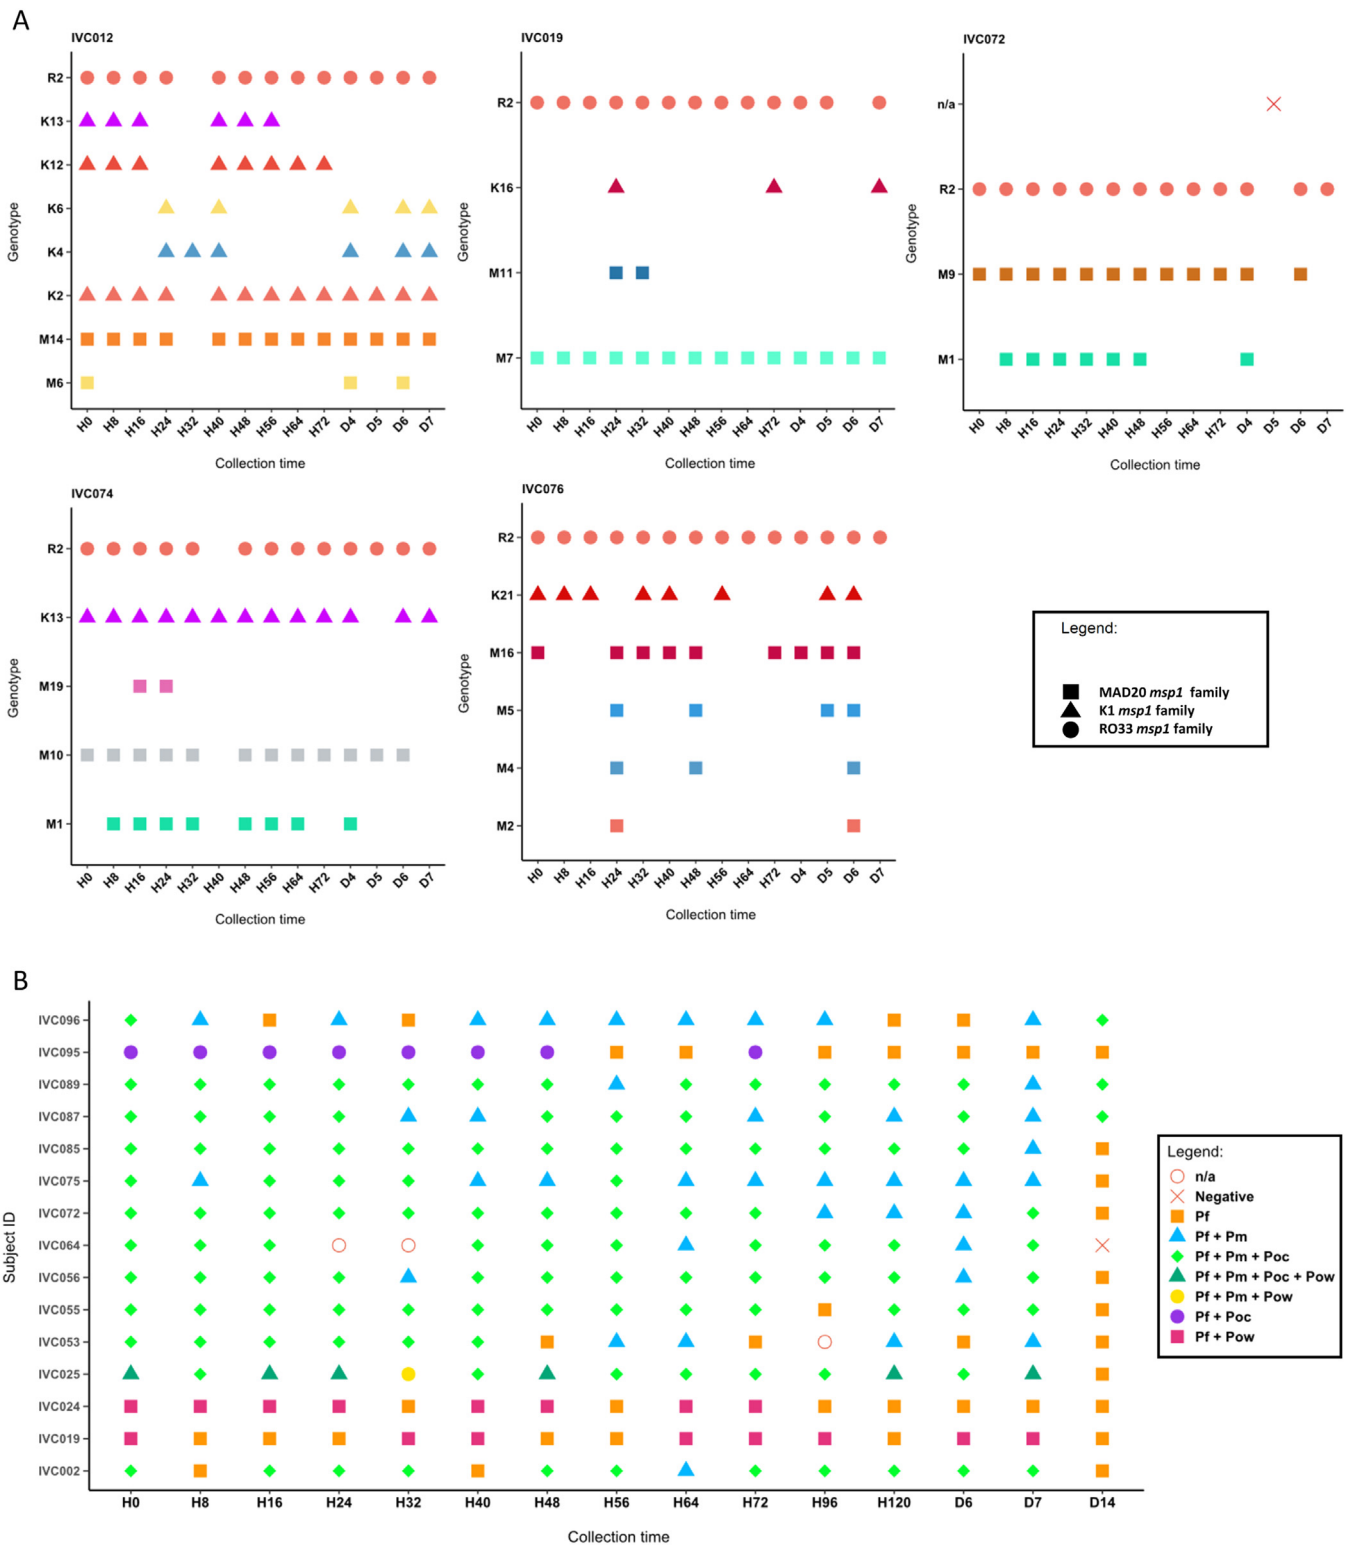 A
IVC012
R2
K13
K12
K6
K4
K2
M14
M6
Genotype
H0 H8 H16 H24 H32 H40 H48 H56 H64 H72 D4 D5 D6 D7
Collection time
IVC019
R2
K16
M11
M7
Genotype
H0 H8 H16 H24 H32 H40 H48 H56 H64 H72 D4 D5 D6 D7
Collection time
IVC072
n/a
R2
M9
M1
Genotype
H0 H8 H16 H24 H32 H40 H48 H56 H64 H72 D4 D5 D6 D7
Collection time
IVC074
R2
K13
M19
M10
M1
Genotype
H0 H8 H16 H24 H32 H40 H48 H56 H64 H72 D4 D5 D6 D7
Collection time
IVC076
R2
K21
M16
M5
M4
M2
Genotype
H0 H8 H16 H24 H32 H40 H48 H56 H64 H72 D4 D5 D6 D7
Collection time
Legend:
MAD20 msp1 family
K1 msp1 family
RO33 msp1 family
B
IVC096
IVC095
IVC089
IVC087
IVC085
IVC075
IVC072
IVC064
IVC056
IVC055
IVC053
IVC025
IVC024
IVC019
IVC002
Subject ID
H0 H8 H16 H24 H32 H40 H48 H56 H64 H72 H96 H120 D6 D7 D14
Collection time
Legend:
n/a
Negative
Pf
Pf + Pm
Pf + Pm + Poc
Pf + Pm + Poc + Pow
Pf + Pm + Pow
Pf + Poc
Pf + Pow